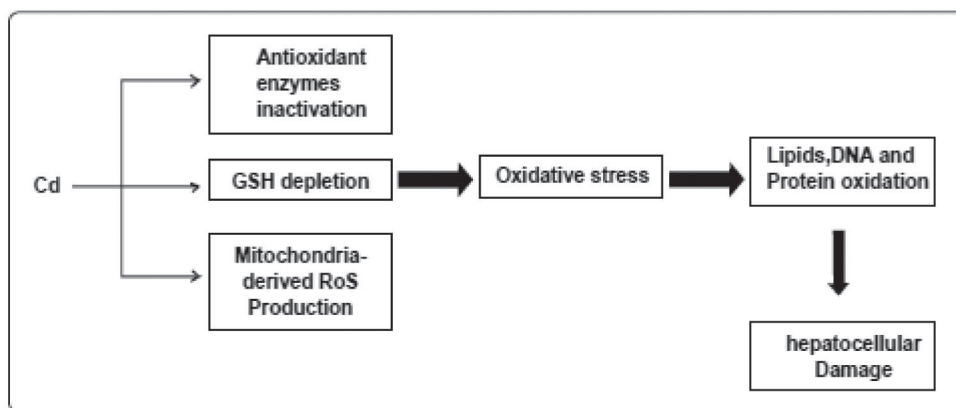 Antioxidant
enzymes
inactivation
Cd
GSH depletion
Oxidative stress
Lipids,DNA and
Protein oxidation
Mitochondria-
derived RoS
Production
hepatocellular
Damage